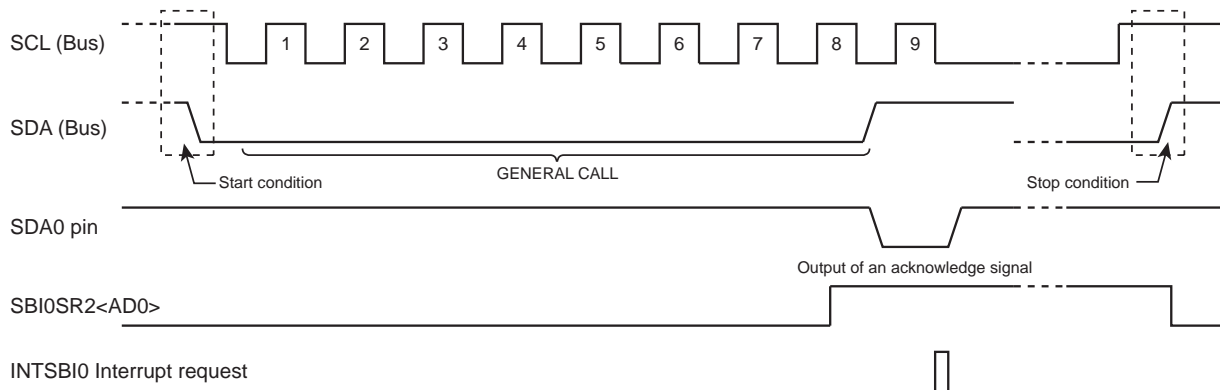 SCL (Bus)
1 2 3 4 5 6 7 8 9
SDA (Bus)
Start condition
GENERAL CALL
Stop condition
SDA0 pin
Output of an acknowledge signal
SBI0SR2<AD0>
INTSBI0 Interrupt request